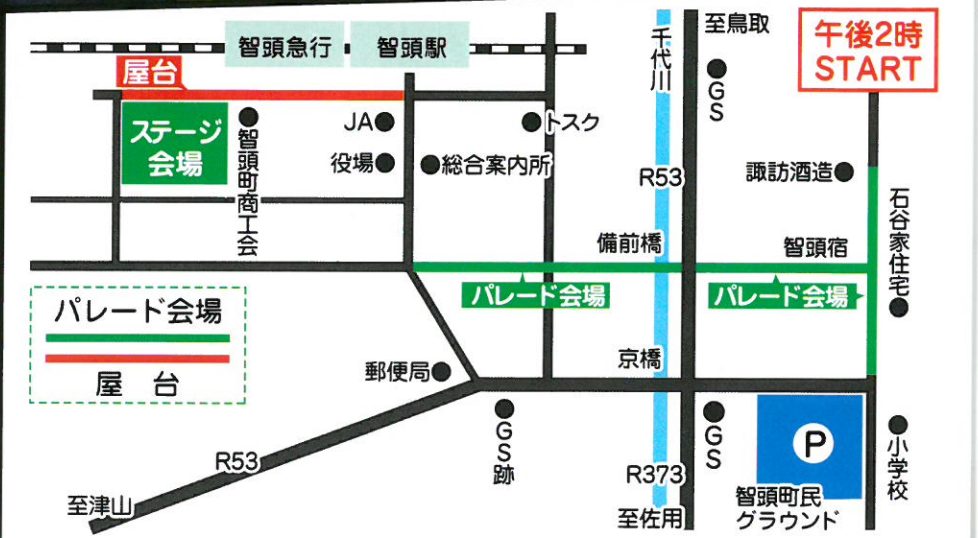 智頭急行
智頭駅
千代川
至鳥取
午後2時
START
屋台
GS
ステージ
会場
智頭町商工会
JA
トスク
役場
総合案内所
R53
諏訪酒造
石谷家住宅
備前橋
智頭宿
パレード会場
パレード会場
パレード会場
屋 台
郵便局
京橋
GS跡
GS
P
小学校
R53
R373
智頭町民
グラウンド
至津山
至佐用